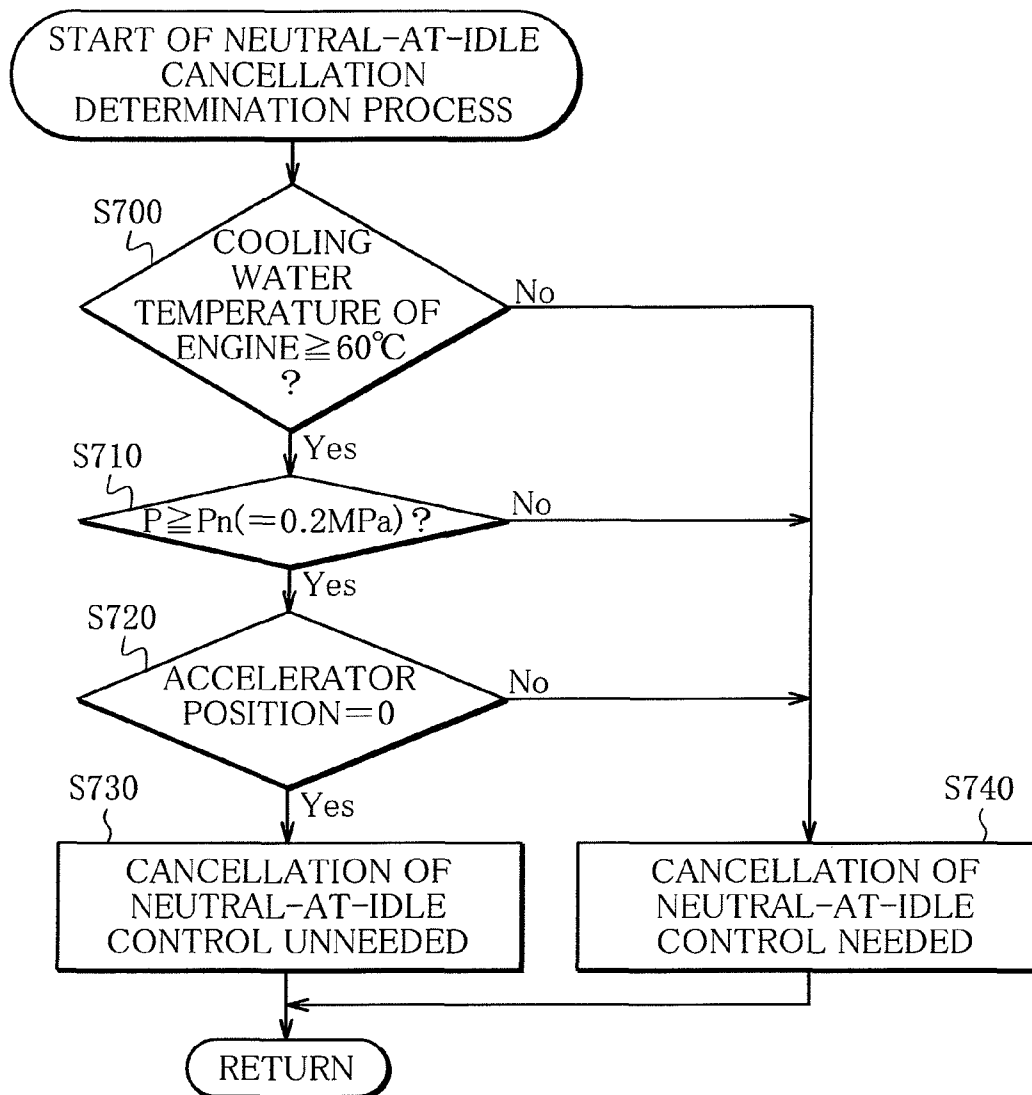 START OF NEUTRAL-AT-IDLE
CANCELLATION
DETERMINATION PROCESS
S700
COOLING
WATER
TEMPERATURE OF
ENGINE≧60℃
?
No
Yes
S710
P≧Pn(=0.2MPa) ?
No
Yes
S720
ACCELERATOR
POSITION=0
No
Yes
S730
CANCELLATION OF
NEUTRAL-AT-IDLE
CONTROL UNNEEDED
S740
CANCELLATION OF
NEUTRAL-AT-IDLE
CONTROL NEEDED
RETURN